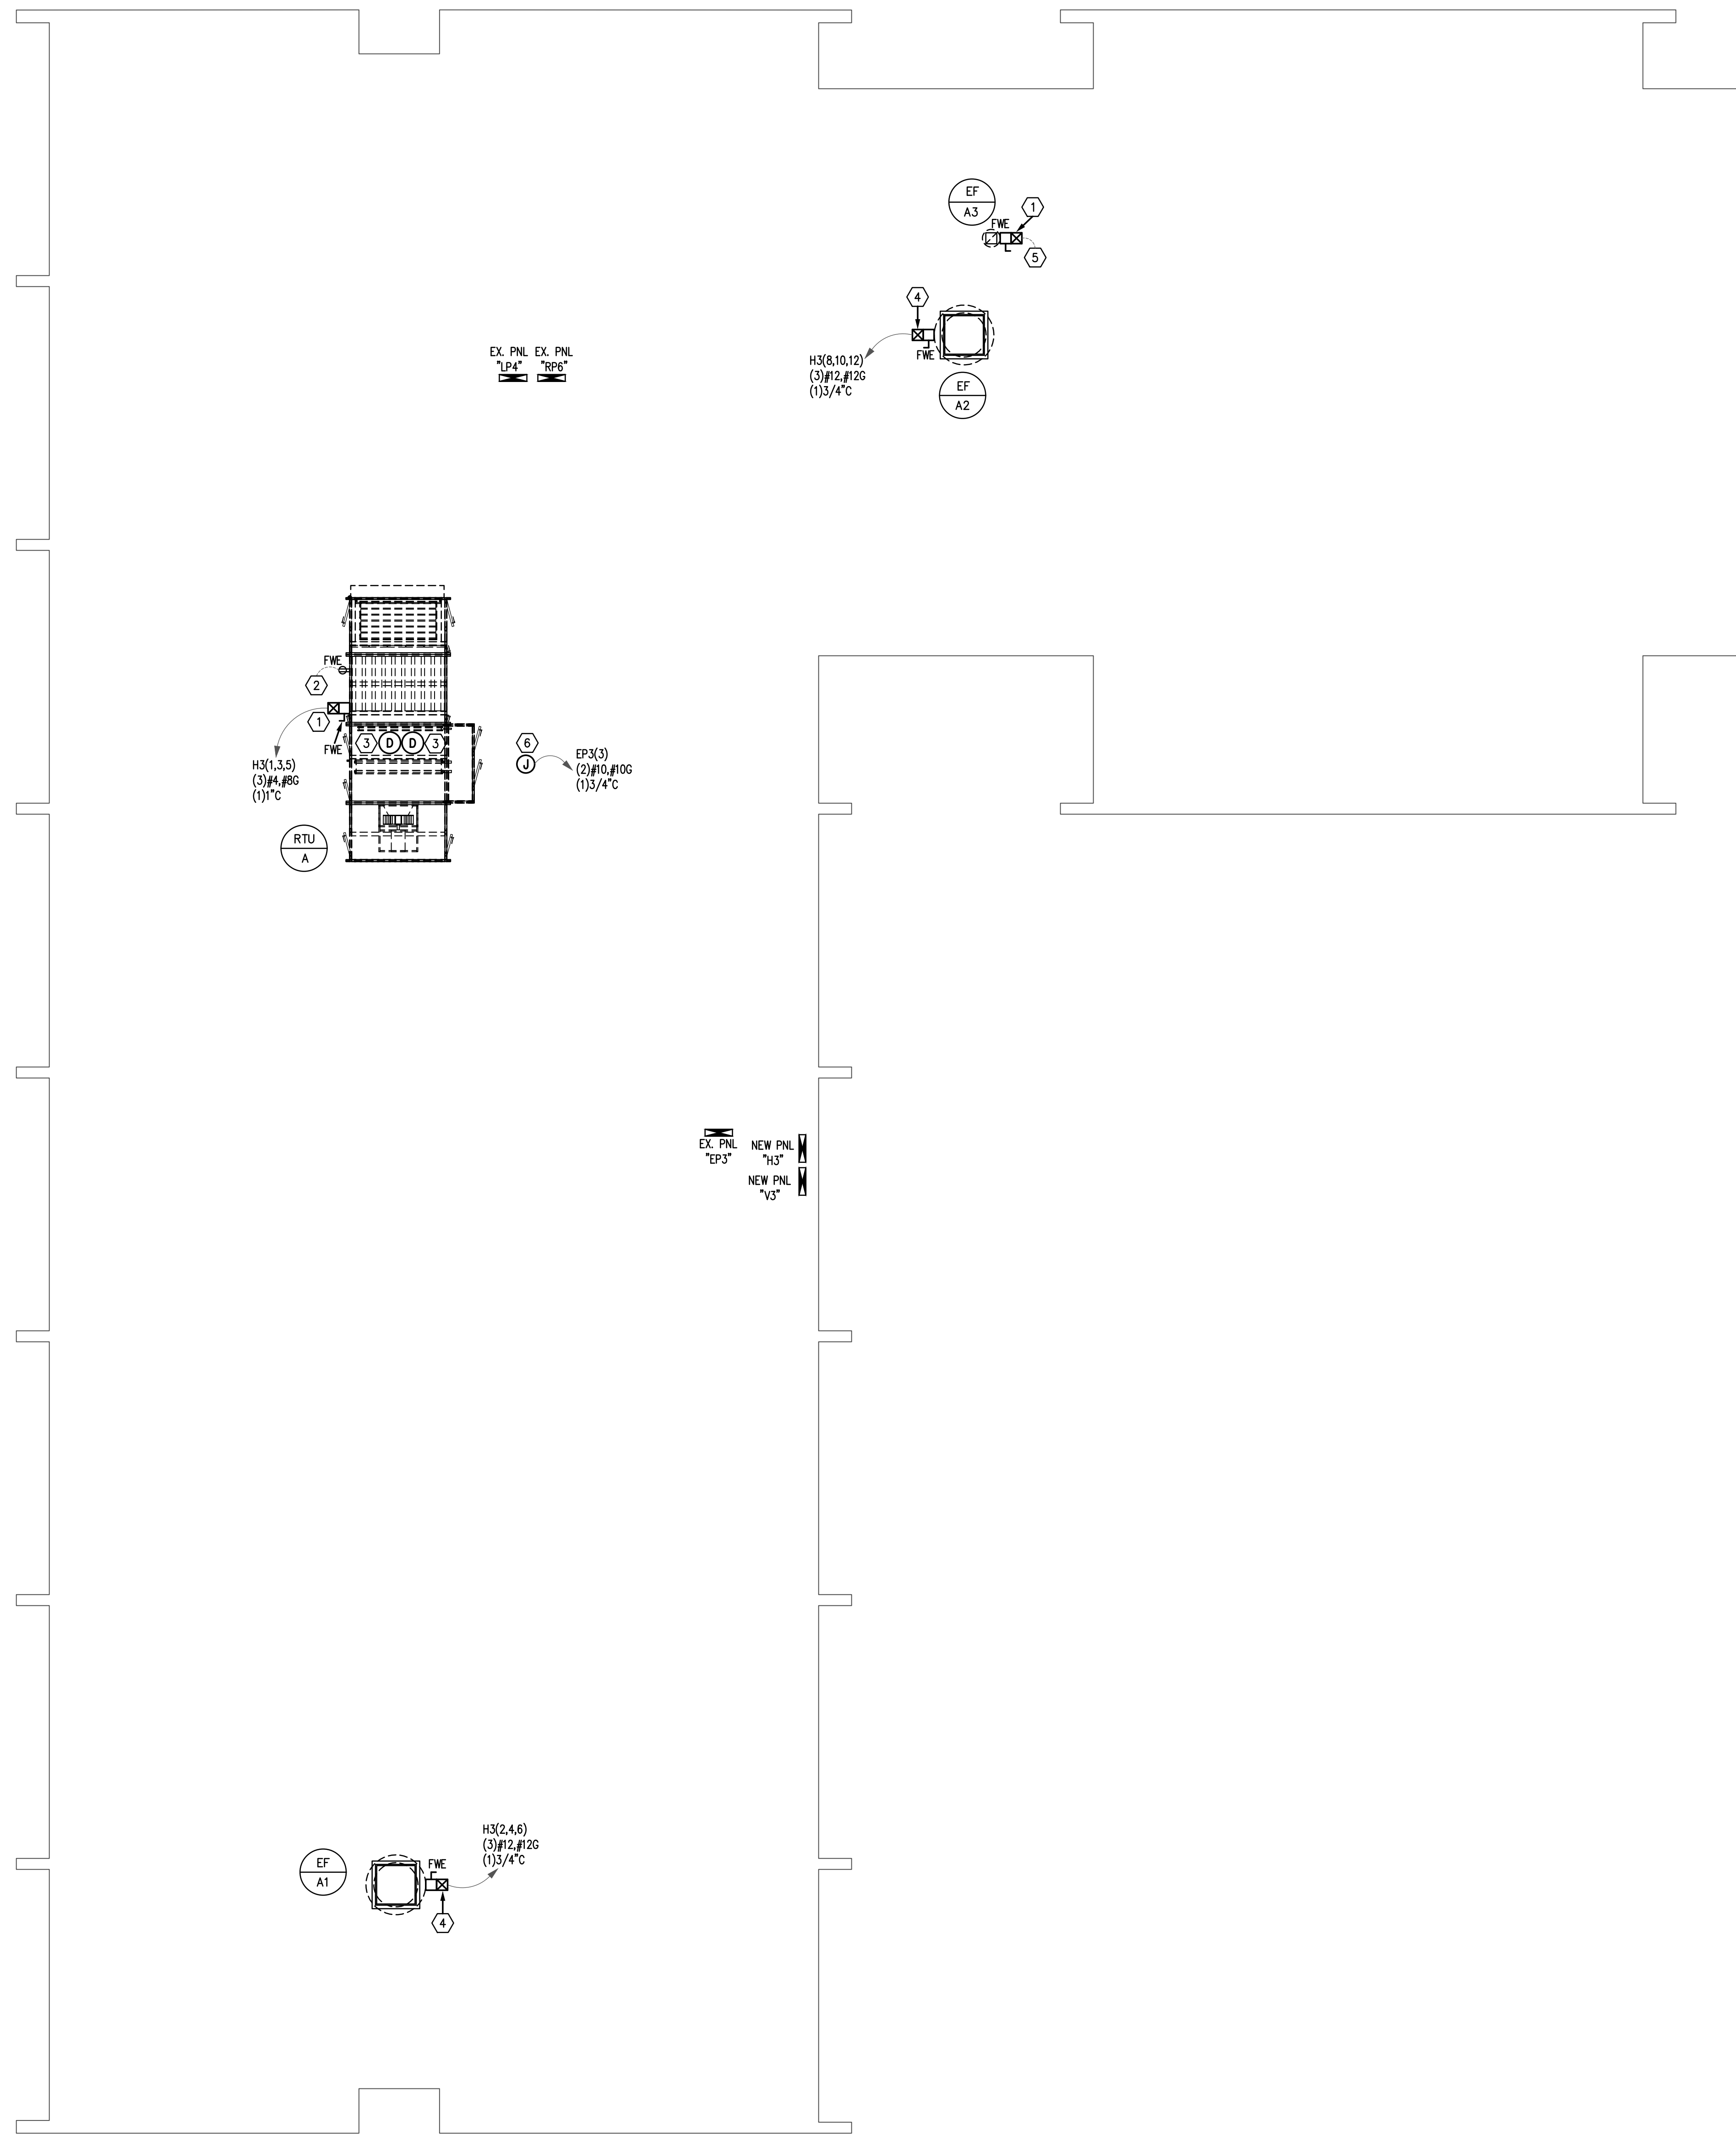 EF
A3
1
FWE
5
4
FWE
H3(8,10,12)
(3)#12,#12G
(1)3/4"C
EF
A2
EX. PNL
"LP4"
EX. PNL
"RP6"
FWE
2
1
FWE
H3(1,3,5)
(3)#4,#8G
(1)1"C
3
D
D
3
6
J
EP3(3)
(2)#10,#10G
(1)3/4"C
RTU
A
EX. PNL
"EP3"
NEW PNL
"H3"
NEW PNL
"V3"
H3(2,4,6)
(3)#12,#12G
(1)3/4"C
EF
A1
FWE
4